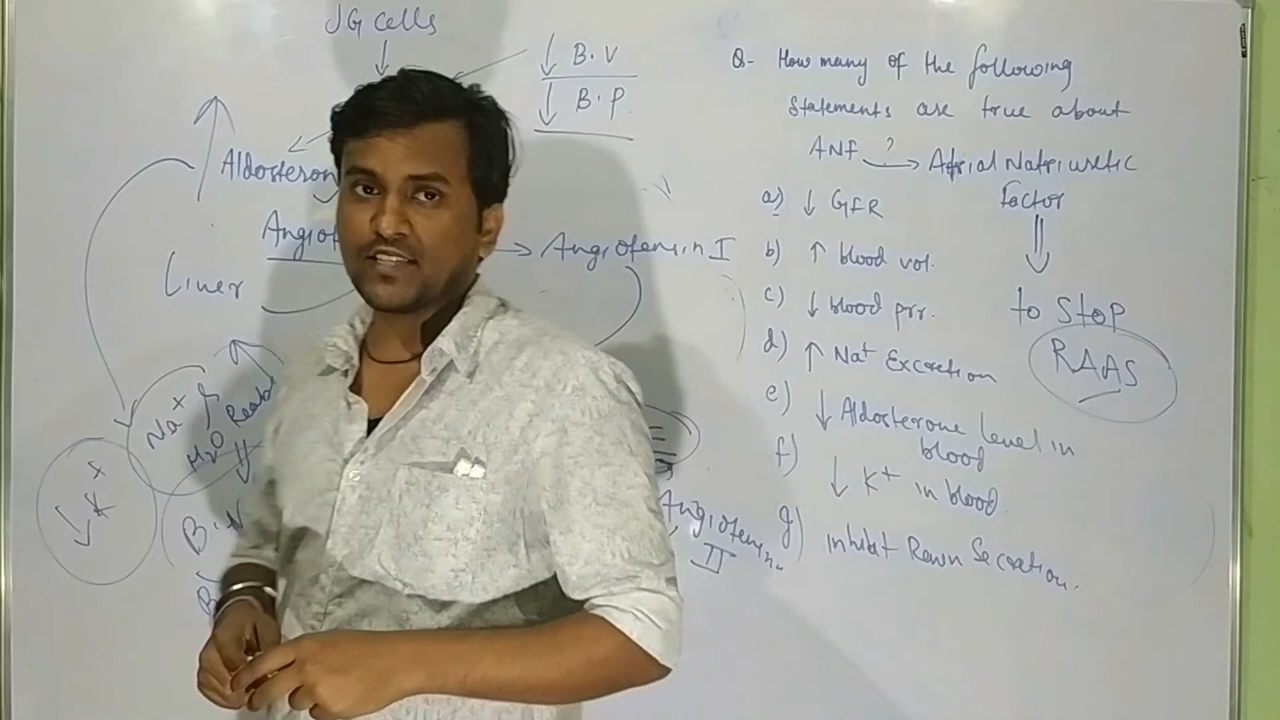 JG cells
↓ B.V
↓ B.P.
Aldosteron
Angiot
→ Angiotensin I
Liver
Na+
H2O
Reab
↓ K+
B.V
B
Angiotensin
II
Q- How many of the following
Statements are true about
ANF ? → Atrial Natriuretic
Factor
a) ↓ GFR
b) ↑ blood vol.
c) ↓ blood prr.
d) ↑ Na+ Excretion
e) ↓ Aldosterone level in
blood
f) ↓ K+ in blood
g) inhibit Renin Secretion.
to Stop
RAAS